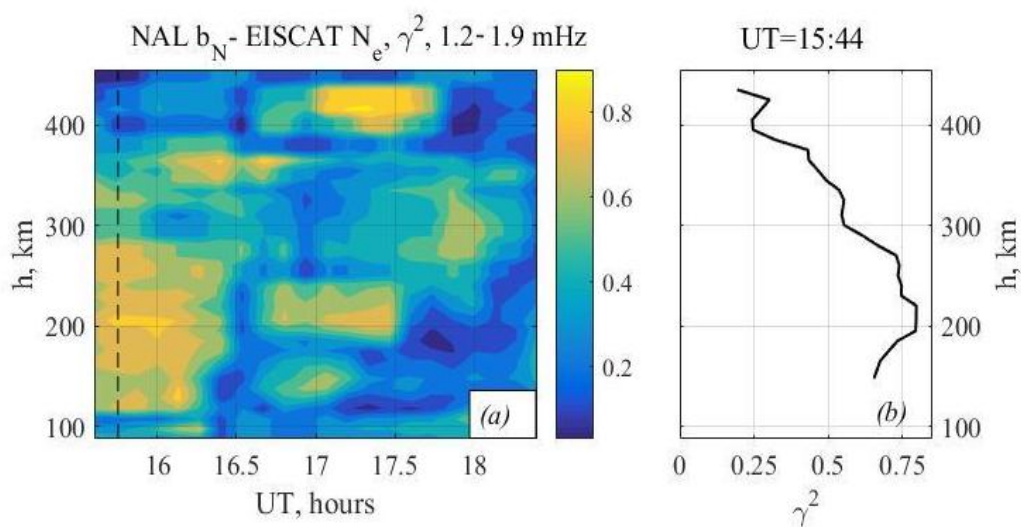 NAL b_N- EISCAT N_e, γ², 1.2-1.9 mHz
UT=15:44
h, km
400
300
200
100
16
16.5
17
17.5
18
UT, hours
(a)
0.8
0.6
0.4
0.2
(b)
400
300
200
100
h, km
0
0.25
0.5
0.75
γ²